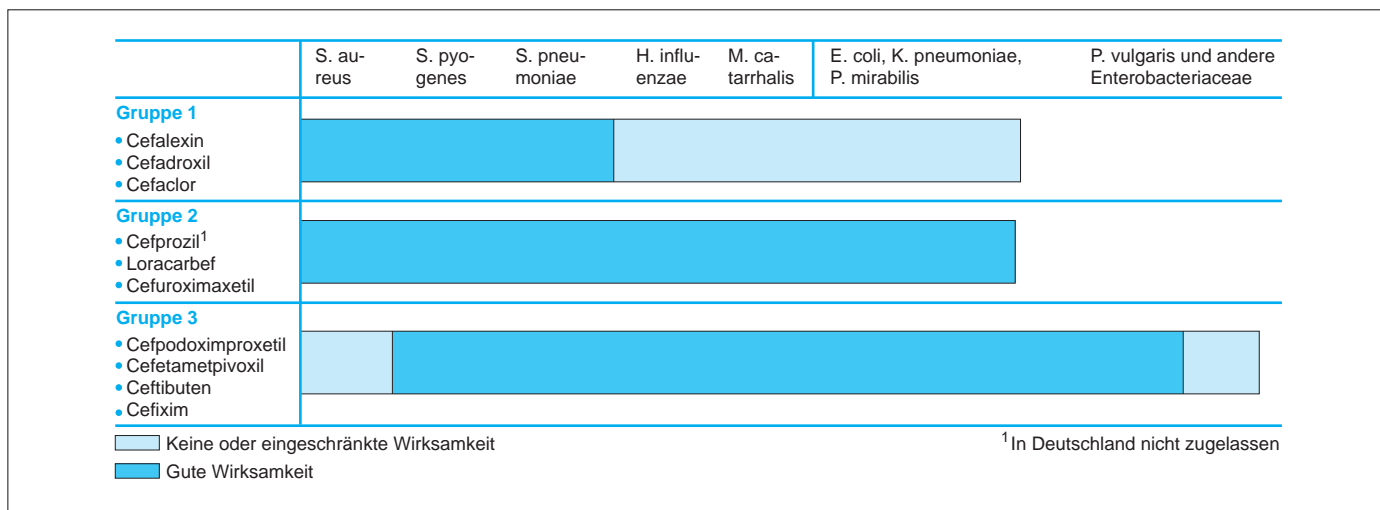 S. au- S. pyo- S. pneu- H. influ- M. ca- E. coli, K. pneumoniae, P. vulgaris und andere
reus genes moniae enzae tarrhalis P. mirabilis Enterobacteriaceae
Gruppe 1
• Cefalexin
• Cefadroxil
• Cefaclor
Gruppe 2
• Cefprozil¹
• Loracarbef
• Cefuroximaxetil
Gruppe 3
• Cefpodoximproxetil
• Cefetametpivoxil
• Ceftibuten
• Cefixim
Keine oder eingeschränkte Wirksamkeit ¹In Deutschland nicht zugelassen
Gute Wirksamkeit